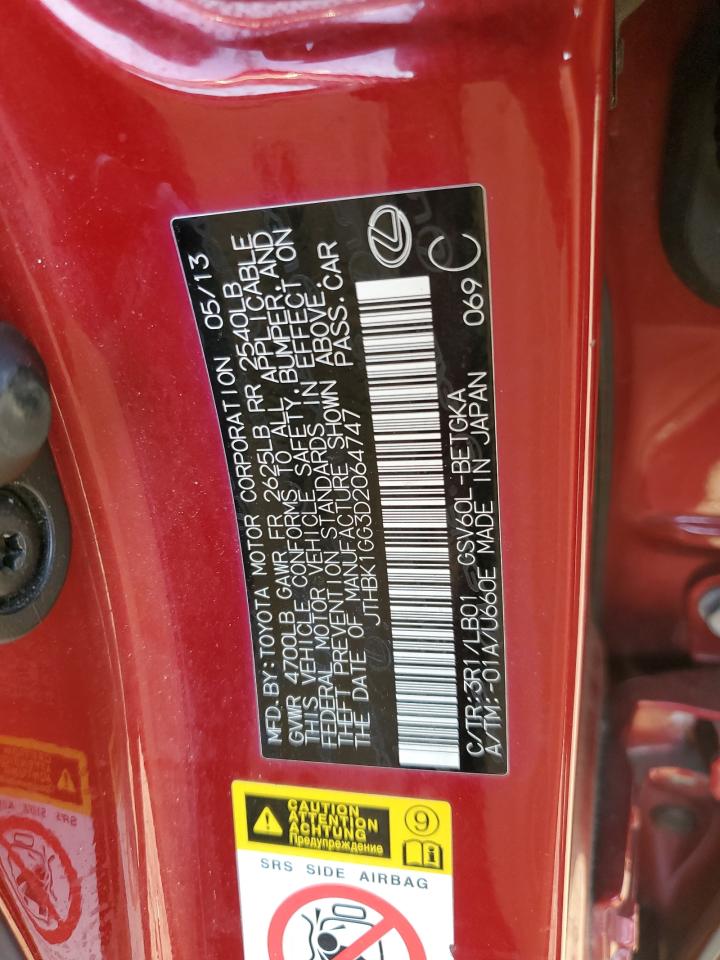 MFD. BY:TOYOTA MOTOR CORPORATION 05/13
GVWR 4700LB GAWR FR 2625LB RR 2540LB
THIS VEHICLE CONFORMS TO ALL APPLICABLE
FEDERAL MOTOR VEHICLE SAFETY, BUMPER, AND
THEFT PREVENTION STANDARDS IN EFFECT ON
THE DATE OF MANUFACTURE SHOWN ABOVE.
JTHBK1GG3D2064747 PASS. CAR
C/TR:3R1/LB01 GSV60L-BETGKA 069 C
A/TM:-01A/U660E MADE IN JAPAN
CAUTION
ATTENTION
ACHTUNG
Предупреждение
9
SRS SIDE AIRBAG
SRS SIDE